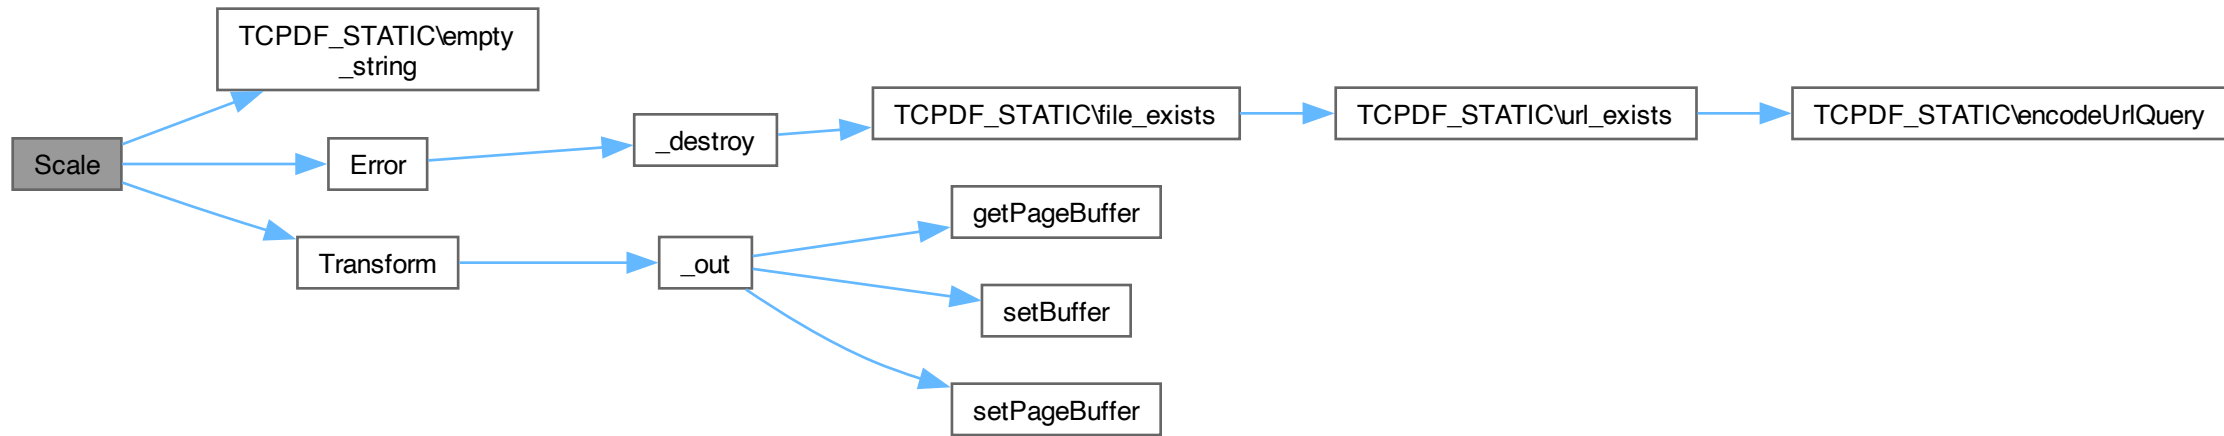 Scale
TCPDF_STATIC\empty
_string
Error
Transform
_destroy
_out
TCPDF_STATIC\file_exists
getPageBuffer
setBuffer
setPageBuffer
TCPDF_STATIC\url_exists
TCPDF_STATIC\encodeUrlQuery